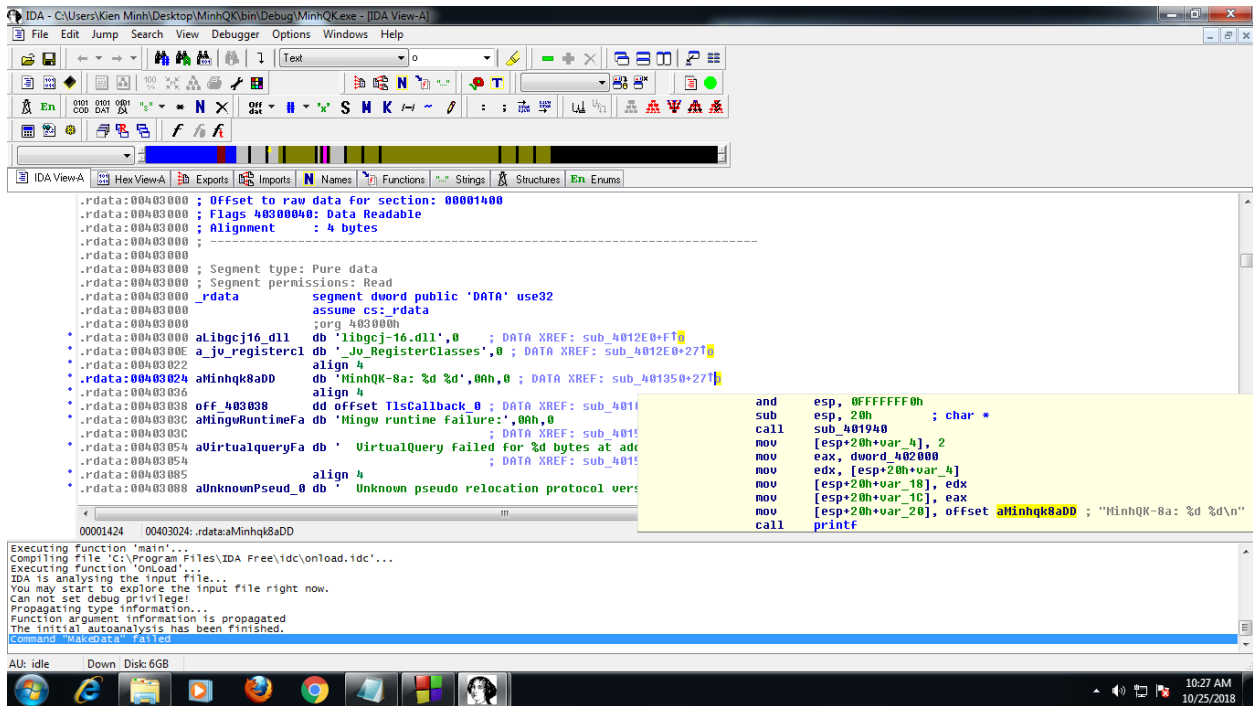 IDA - C:\Users\Kien Minh\Desktop\MinhQK\bin\Debug\MinhQK.exe - [IDA View-A]
File Edit Jump Search View Debugger Options Windows Help
Text
IDA View-A Hex View-A Exports Imports Names Functions Strings Structures En Enums
.rdata:00403000 ; Offset to raw data for section: 00001400
.rdata:00403000 ; Flags 40300040: Data Readable
.rdata:00403000 ; Alignment : 4 bytes
.rdata:00403000 ; ---------------------------------------------------------------------------
.rdata:00403000
.rdata:00403000 ; Segment type: Pure data
.rdata:00403000 ; Segment permissions: Read
.rdata:00403000 _rdata segment dword public 'DATA' use32
.rdata:00403000 assume cs:_rdata
.rdata:00403000 ;org 403000h
.rdata:00403000 aLibgcj16_dll db 'libgcj-16.dll',0 ; DATA XREF: sub_4012E0+F↑o
.rdata:0040300E a_jv_registercl db '_Jv_RegisterClasses',0 ; DATA XREF: sub_4012E0+27↑o
.rdata:00403022 align 4
.rdata:00403024 aMinhqk8aDD db 'MinhQK-8a: %d %d',0Ah,0 ; DATA XREF: sub_401350+27↑o
.rdata:00403036 align 4
.rdata:00403038 off_403038 dd offset TlsCallback_0 ; DATA XREF: sub_401
.rdata:0040303C aMingwRuntimeFa db 'Mingw runtime failure:',0Ah,0
.rdata:0040303C ; DATA XREF: sub_4015
.rdata:00403054 aVirtualqueryFa db ' VirtualQuery failed for %d bytes at add
.rdata:00403054 ; DATA XREF: sub_4015
.rdata:00403085 align 4
.rdata:00403088 aUnknownPseud_0 db ' Unknown pseudo relocation protocol vers
and esp, 0FFFFFFF0h
sub esp, 20h ; char *
call sub_401940
mov [esp+20h+var_4], 2
mov eax, dword_402000
mov edx, [esp+20h+var_4]
mov [esp+20h+var_18], edx
mov [esp+20h+var_1C], eax
mov [esp+20h+var_20], offset aMinhqk8aDD ; "MinhQK-8a: %d %d\n"
call printf
00001424 00403024: .rdata:aMinhqk8aDD
Executing function 'main'...
Compiling file 'C:\Program Files\IDA Free\idc\onload.idc'...
Executing function 'OnLoad'...
IDA is analysing the input file...
You may start to explore the input file right now.
Can not set debug privilege!
Propagating type information...
Function argument information is propagated
The initial autoanalysis has been finished.
Command "MakeData" failed
AU: idle Down Disk: 6GB
10:27 AM
10/25/2018